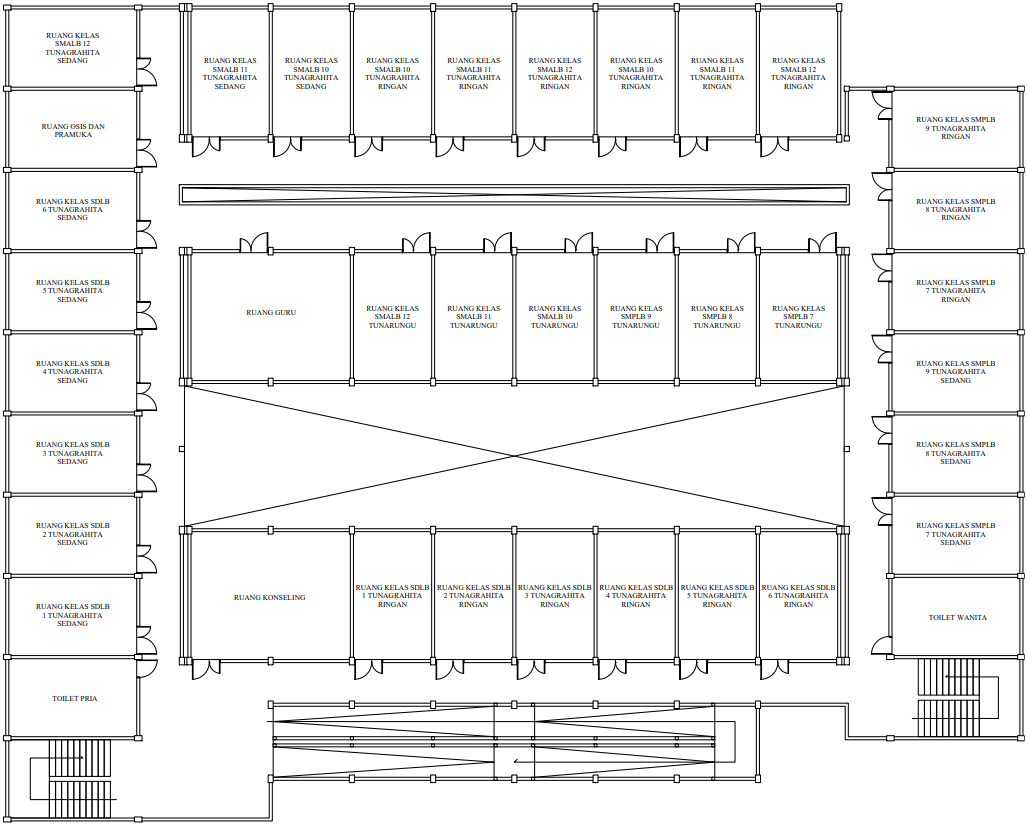 RUANG KELAS
SMALB 12
TUNAGRAHITA
SEDANG
RUANG OSIS DAN
PRAMUKA
RUANG KELAS SDLB
6 TUNAGRAHITA
SEDANG
RUANG KELAS SDLB
5 TUNAGRAHITA
SEDANG
RUANG KELAS SDLB
4 TUNAGRAHITA
SEDANG
RUANG KELAS SDLB
3 TUNAGRAHITA
SEDANG
RUANG KELAS SDLB
2 TUNAGRAHITA
SEDANG
RUANG KELAS SDLB
1 TUNAGRAHITA
SEDANG
TOILET PRIA
RUANG KELAS
SMALB 11
TUNAGRAHITA
SEDANG
RUANG KELAS
SMALB 10
TUNAGRAHITA
SEDANG
RUANG KELAS
SMALB 10
TUNAGRAHITA
RINGAN
RUANG KELAS
SMALB 11
TUNAGRAHITA
RINGAN
RUANG KELAS
SMALB 12
TUNAGRAHITA
RINGAN
RUANG KELAS
SMALB 10
TUNAGRAHITA
RINGAN
RUANG KELAS
SMALB 11
TUNAGRAHITA
RINGAN
RUANG KELAS
SMALB 12
TUNAGRAHITA
RINGAN
RUANG GURU
RUANG KELAS
SMALB 12
TUNARUNGU
RUANG KELAS
SMALB 11
TUNARUNGU
RUANG KELAS
SMALB 10
TUNARUNGU
RUANG KELAS
SMPLB 9
TUNARUNGU
RUANG KELAS
SMPLB 8
TUNARUNGU
RUANG KELAS
SMPLB 7
TUNARUNGU
RUANG KONSELING
RUANG KELAS SDLB
1 TUNAGRAHITA
RINGAN
RUANG KELAS SDLB
2 TUNAGRAHITA
RINGAN
RUANG KELAS SDLB
3 TUNAGRAHITA
RINGAN
RUANG KELAS SDLB
4 TUNAGRAHITA
RINGAN
RUANG KELAS SDLB
5 TUNAGRAHITA
RINGAN
RUANG KELAS SDLB
6 TUNAGRAHITA
RINGAN
RUANG KELAS SMPLB
9 TUNAGRAHITA
RINGAN
RUANG KELAS SMPLB
8 TUNAGRAHITA
RINGAN
RUANG KELAS SMPLB
7 TUNAGRAHITA
RINGAN
RUANG KELAS SMPLB
9 TUNAGRAHITA
SEDANG
RUANG KELAS SMPLB
8 TUNAGRAHITA
SEDANG
RUANG KELAS SMPLB
7 TUNAGRAHITA
SEDANG
TOILET WANITA